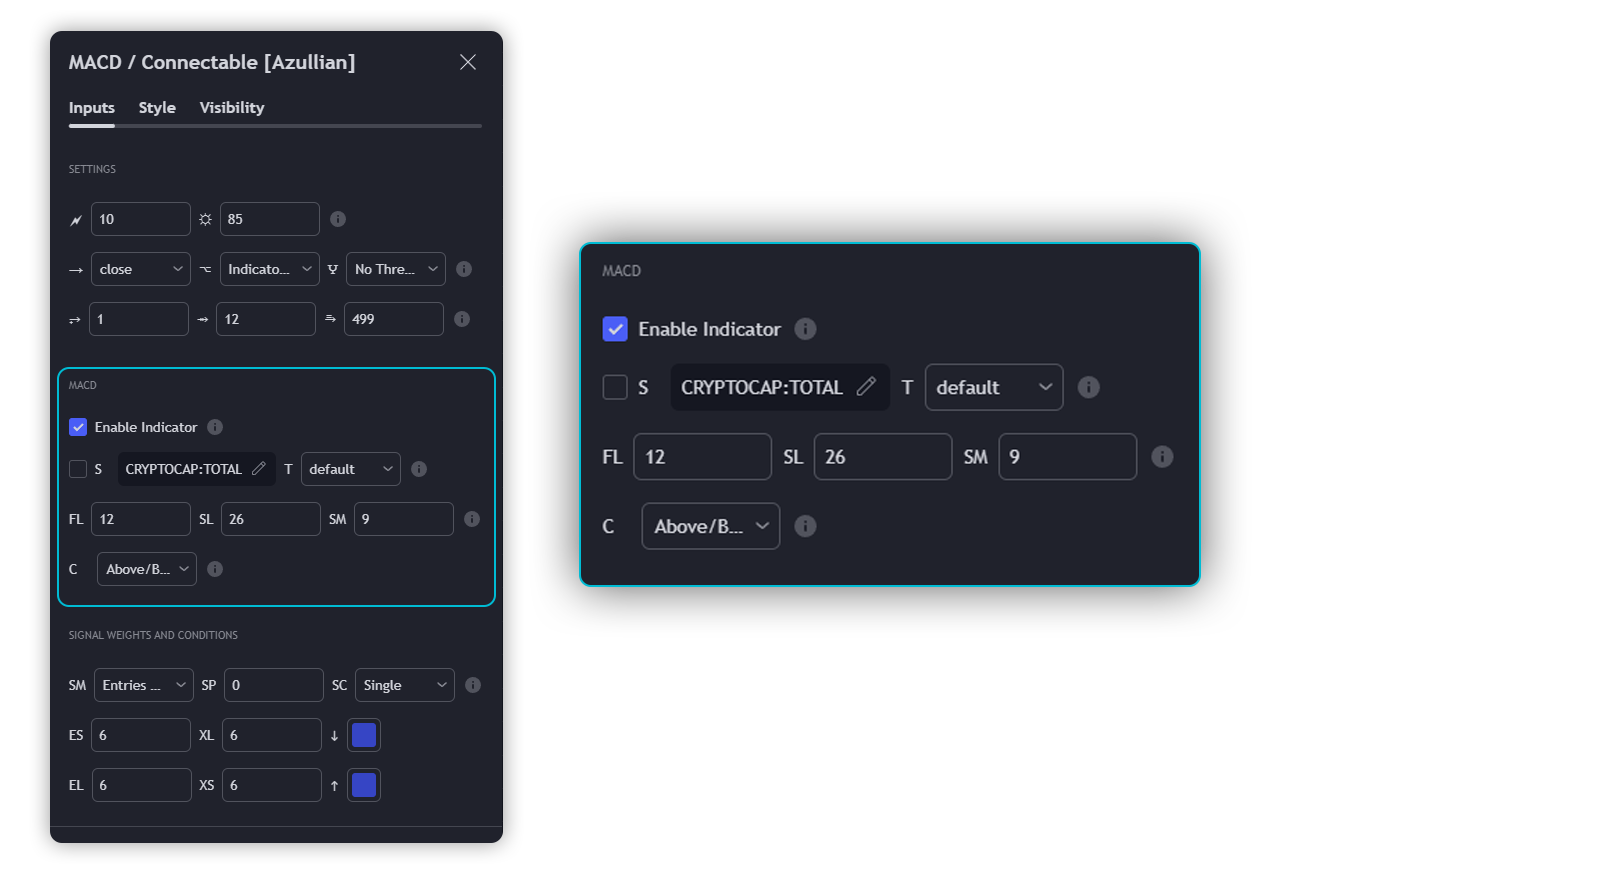 MACD / Connectable [Azullian]
Inputs Style Visibility
SETTINGS
10 85
close Indicato... No Thre...
1 12 499
MACD
Enable Indicator
S CRYPTOCAP:TOTAL T default
FL 12 SL 26 SM 9
C Above/B...
SIGNAL WEIGHTS AND CONDITIONS
SM Entries ... SP 0 SC Single
ES 6 XL 6 ↓
EL 6 XS 6 ↑
MACD
Enable Indicator
S CRYPTOCAP:TOTAL T default
FL 12 SL 26 SM 9
C Above/B...